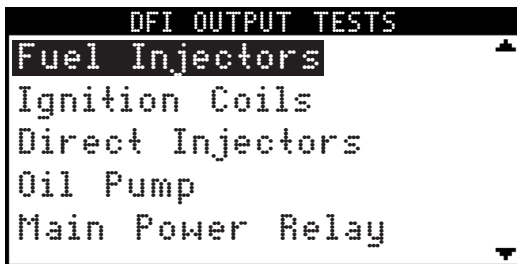 DFI OUTPUT TESTS
Fuel Injectors
Ignition Coils
Direct Injectors
Oil Pump
Main Power Relay